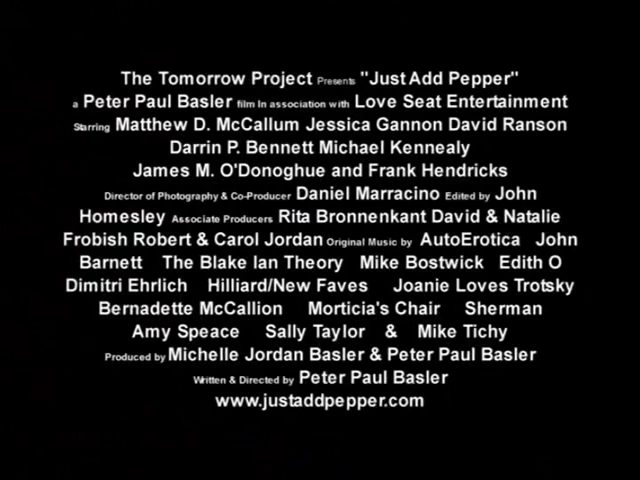 The Tomorrow Project Presents "Just Add Pepper"
a Peter Paul Basler film In association with Love Seat Entertainment
Starring Matthew D. McCallum Jessica Gannon David Ranson
Darrin P. Bennett Michael Kennealy
James M. O'Donoghue and Frank Hendricks
Director of Photography & Co-Producer Daniel Marracino Edited by John
Homesley Associate Producers Rita Bronnenkant David & Natalie
Frobish Robert & Carol Jordan Original Music by AutoErotica John
Barnett The Blake Ian Theory Mike Bostwick Edith O
Dimitri Ehrlich Hilliard/New Faves Joanie Loves Trotsky
Bernadette McCallion Morticia's Chair Sherman
Amy Speace Sally Taylor & Mike Tichy
Produced by Michelle Jordan Basler & Peter Paul Basler
Written & Directed by Peter Paul Basler
www.justaddpepper.com